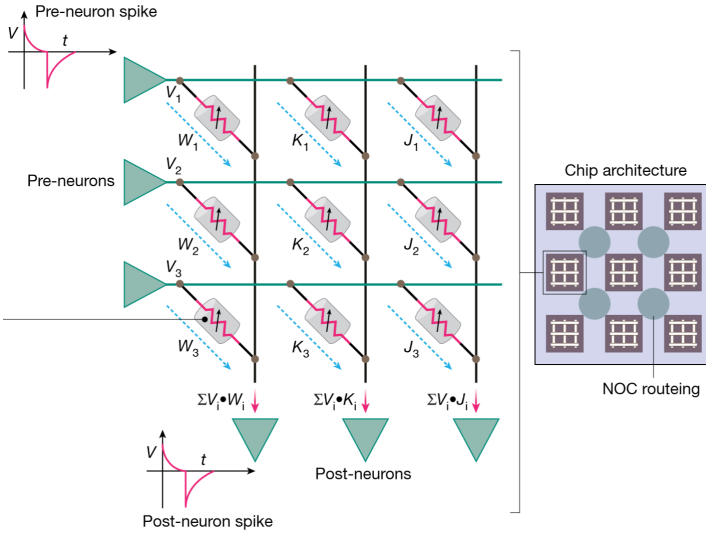 Pre-neuron spike
V
t
V1
W1
K1
J1
Pre-neurons
V2
W2
K2
J2
V3
W3
K3
J3
ΣVi•Wi
ΣVi•Ki
ΣVi•Ji
V
t
Post-neurons
Post-neuron spike
Chip architecture
NOC routeing